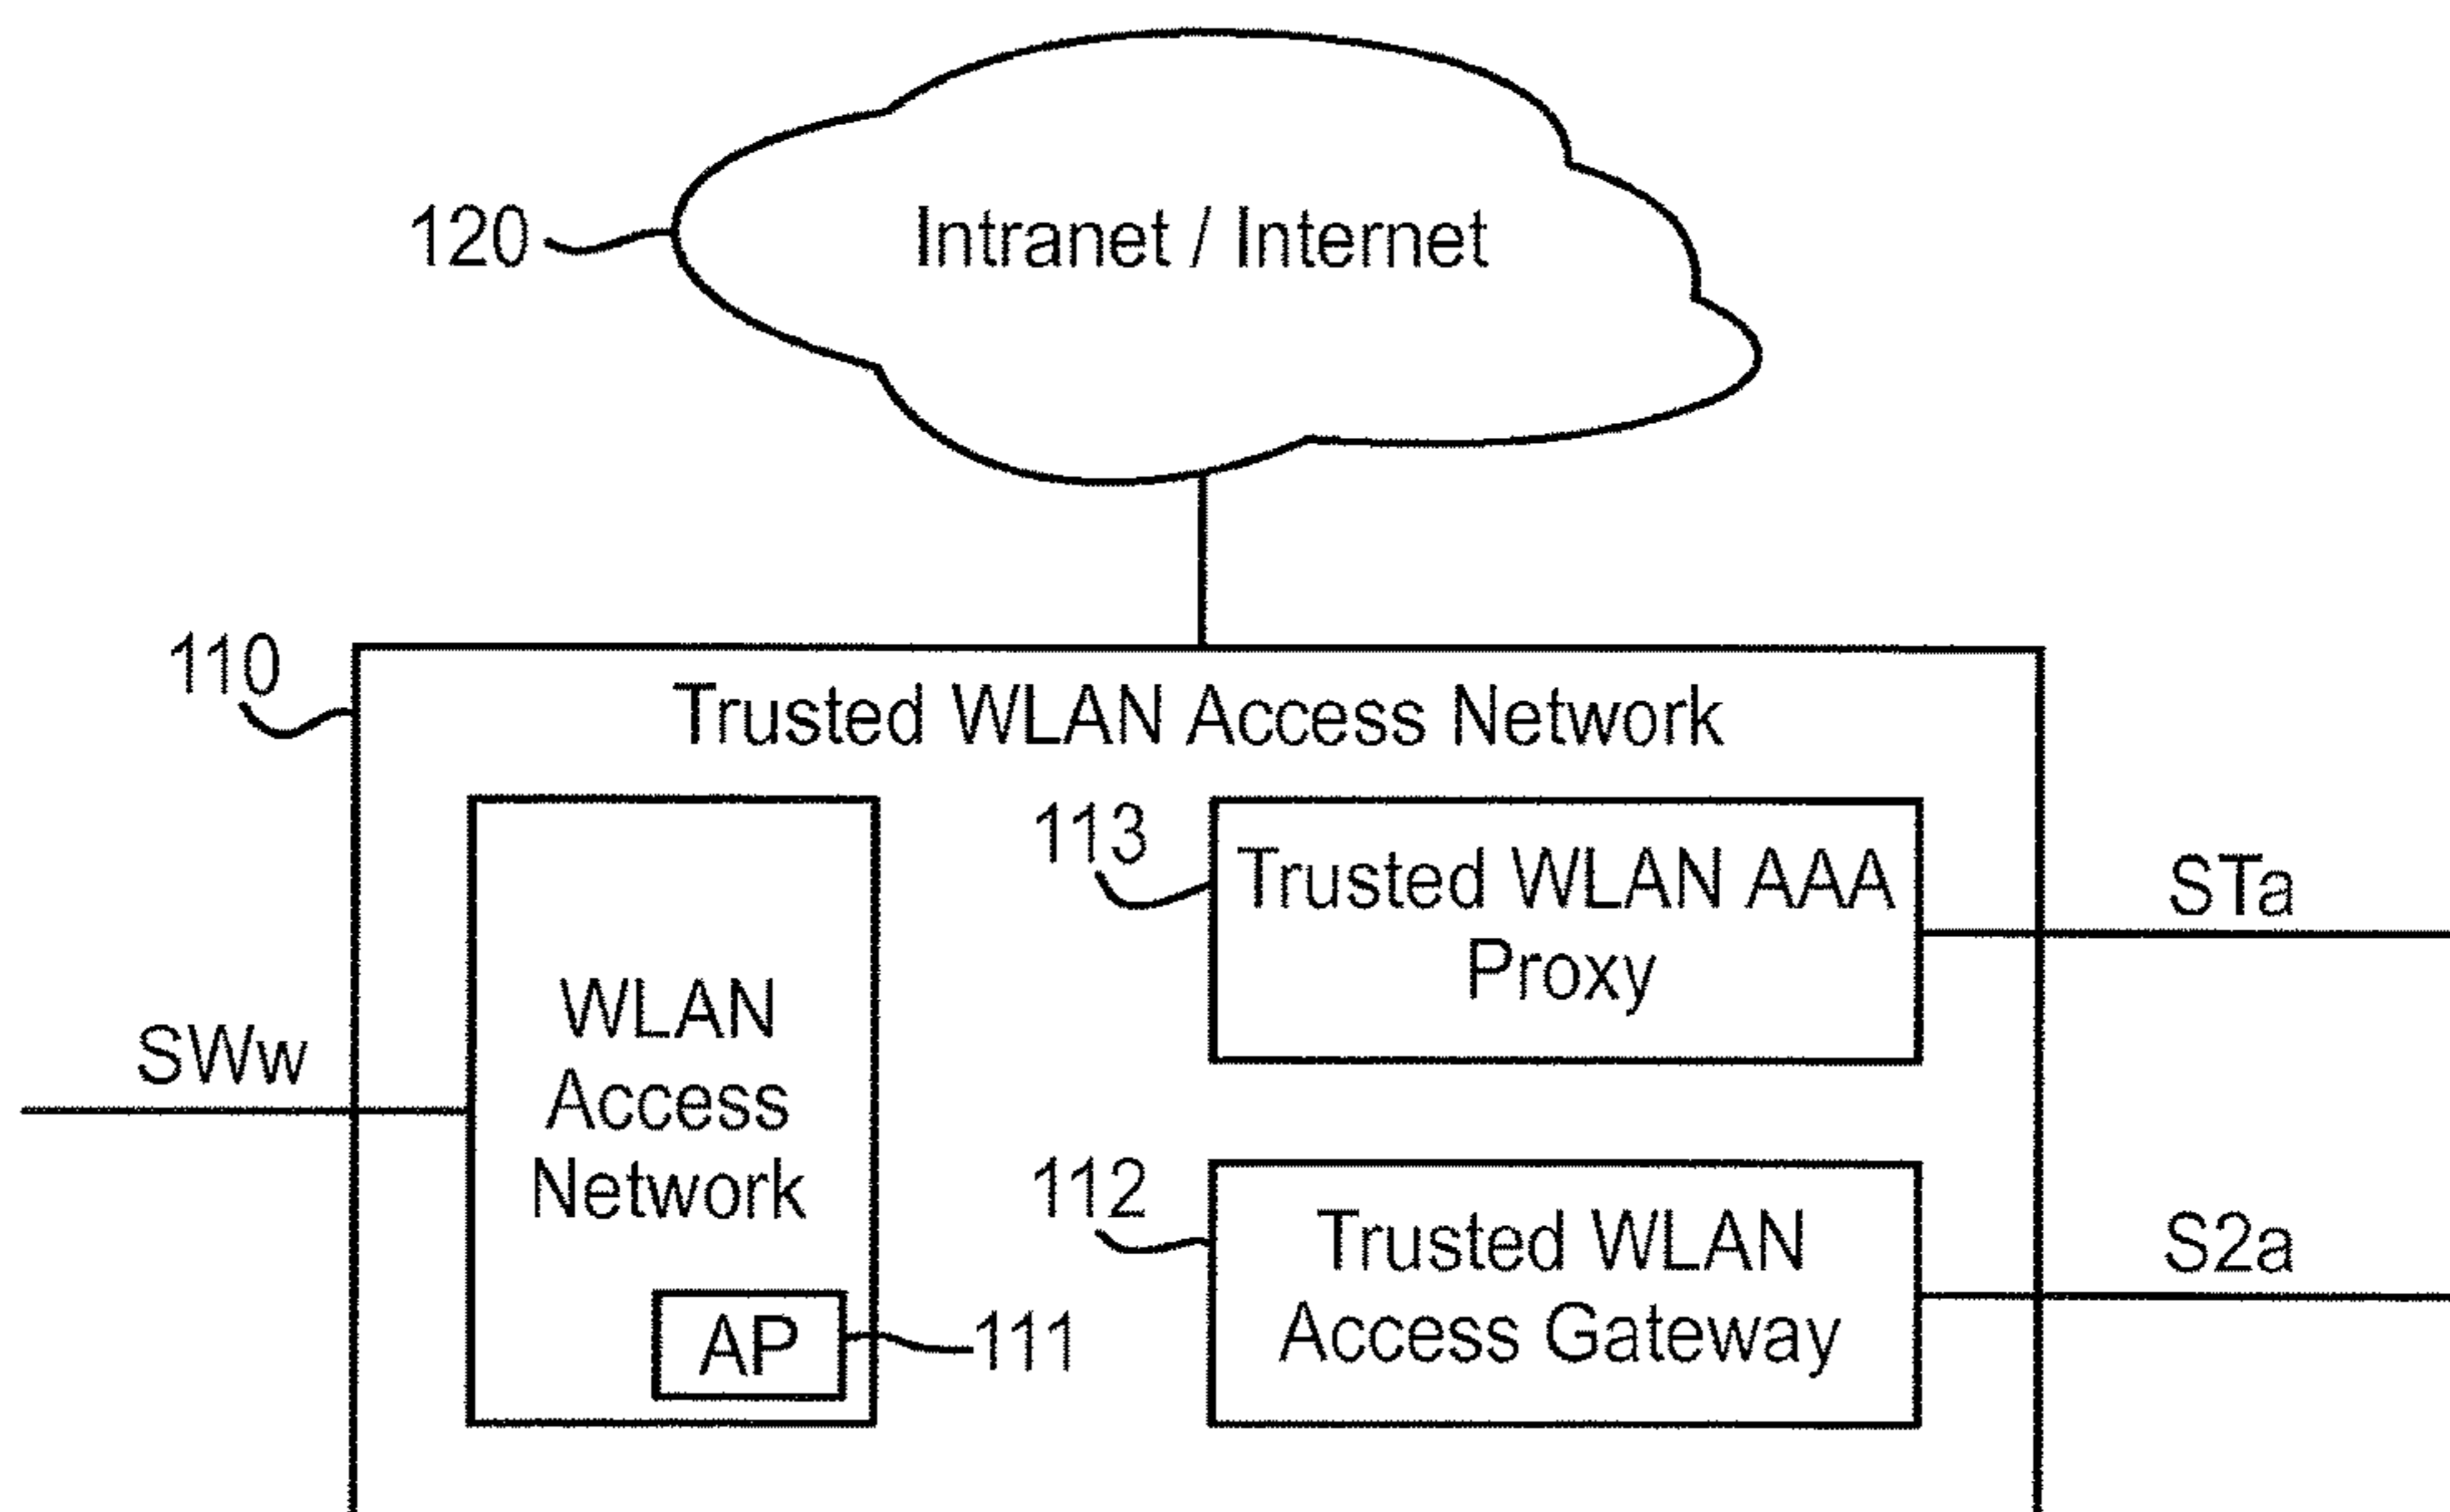 120
Intranet / Internet
110
Trusted WLAN Access Network
113
Trusted WLAN AAA
Proxy
STa
SWw
WLAN
Access
Network
AP
111
112
Trusted WLAN
Access Gateway
S2a